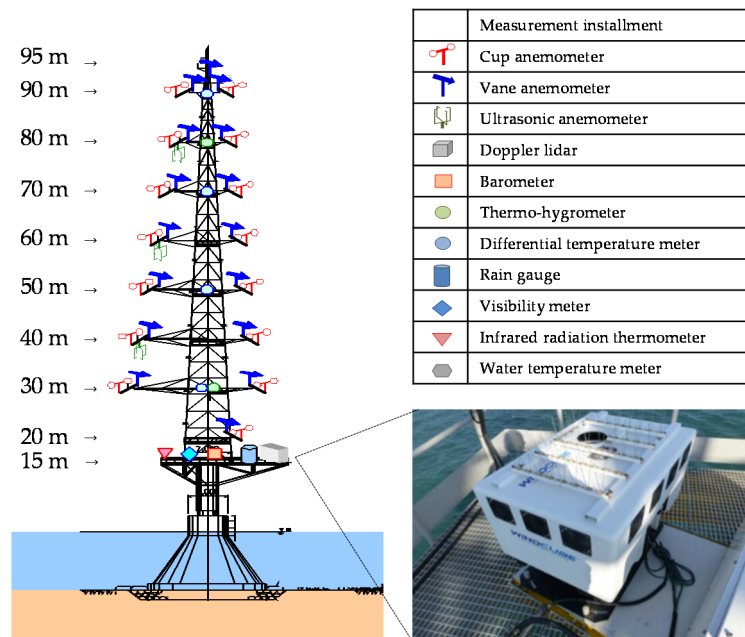 95 m →
90 m →
80 m →
70 m →
60 m →
50 m →
40 m →
30 m →
20 m →
15 m →
Measurement installment
Cup anemometer
Vane anemometer
Ultrasonic anemometer
Doppler lidar
Barometer
Thermo-hygrometer
Differential temperature meter
Rain gauge
Visibility meter
Infrared radiation thermometer
Water temperature meter
WINDCUBE